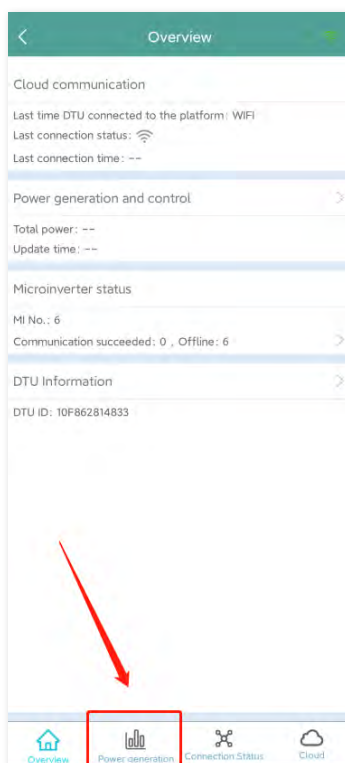 Overview
Cloud communication
Last time DTU connected to the platform: WIFI
Last connection status:
Last connection time: --
Power generation and control
Total power: --
Update time: --
Microinverter status
MI No.: 6
Communication succeeded: 0 , Offline: 6
DTU Information
DTU ID: 10F862814833
Overview Power generation Connection Status Cloud